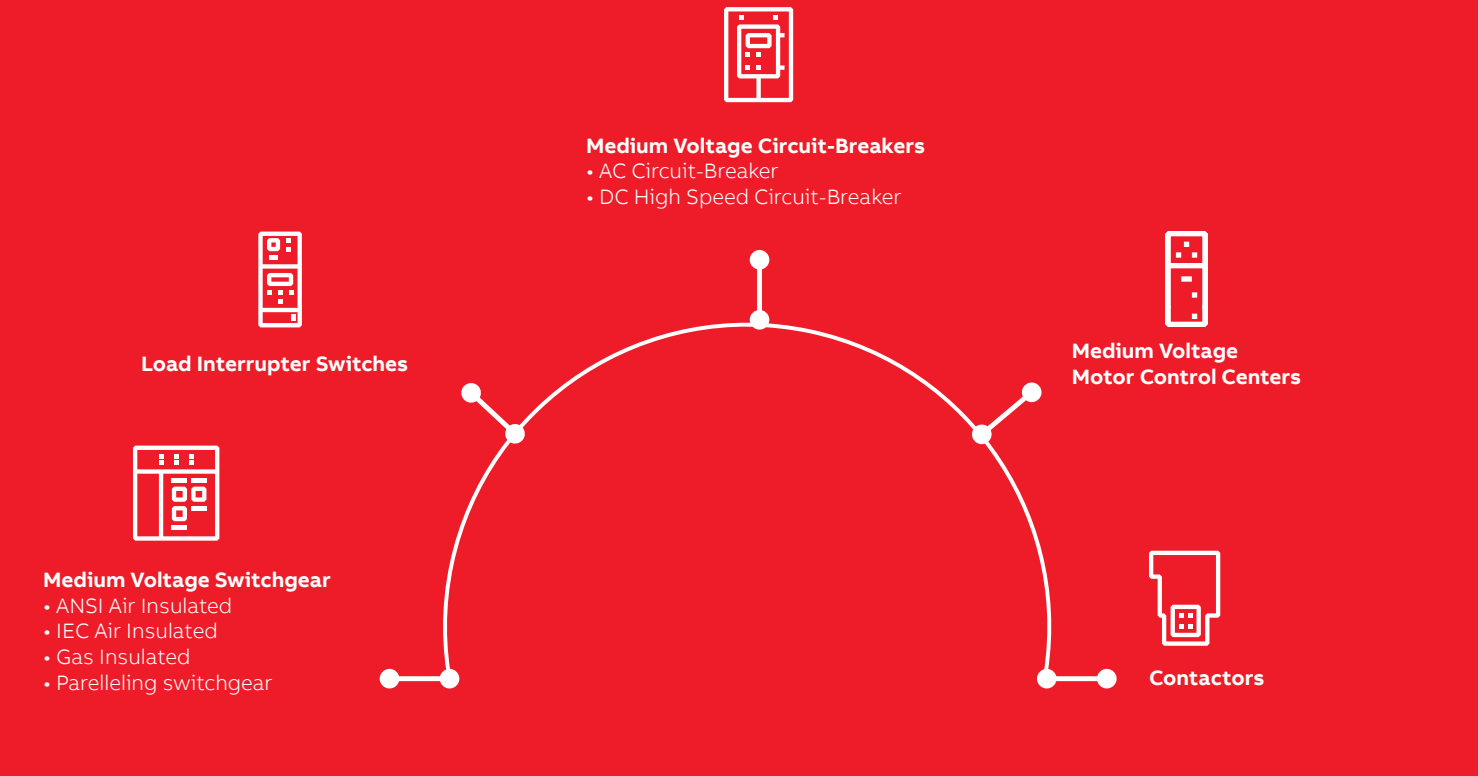 Medium Voltage Circuit-Breakers
• AC Circuit-Breaker
• DC High Speed Circuit-Breaker
Load Interrupter Switches
Medium Voltage
Motor Control Centers
Medium Voltage Switchgear
• ANSI Air Insulated
• IEC Air Insulated
• Gas Insulated
• Parelleling switchgear
Contactors